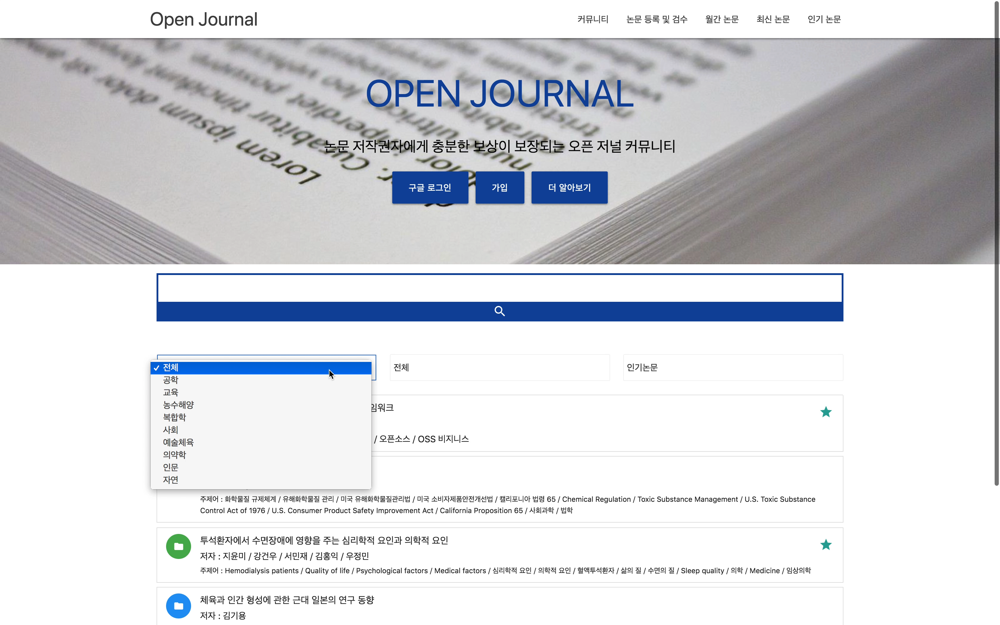 Open Journal
커뮤니티 논문 등록 및 검수 월간 논문 최신 논문 인기 논문
OPEN JOURNAL
논문 저작권자에게 충분한 보상이 보장되는 오픈 저널 커뮤니티
구글 로그인 가입 더 알아보기
Lorem ipsum dolor sit
Curabitur tincidunt
전체 전체 인기논문
공학
교육
농수해양
복합학
사회
예술체육
의약학
인문
자연
임워크
/ 오픈소스 / OSS 비지니스
주제어 : 화학물질 규제체계 / 유해화학물질 관리 / 미국 유해화학물질관리법 / 미국 소비자제품안전개선법 / 캘리포니아 법령 65 / Chemical Regulation / Toxic Substance Management / U.S. Toxic Substance
Control Act of 1976 / U.S. Consumer Product Safety Improvement Act / California Proposition 65 / 사회과학 / 법학
투석환자에서 수면장애에 영향을 주는 심리학적 요인과 의학적 요인
저자 : 지윤미 / 강건우 / 서민재 / 김홍익 / 우정민
주제어 : Hemodialysis patients / Quality of life / Psychological factors / Medical factors / 심리학적 요인 / 의학적 요인 / 혈액투석환자 / 삶의 질 / 수면의 질 / Sleep quality / 의학 / Medicine / 임상의학
체육과 인간 형성에 관한 근대 일본의 연구 동향
저자 : 김기용